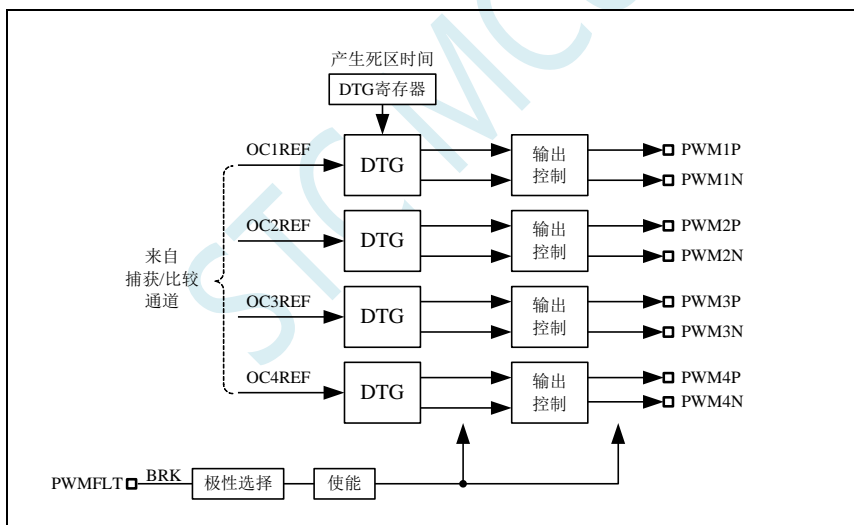 产生死区时间
DTG寄存器
OC1REF
DTG
输出
控制
PWM1P
PWM1N
OC2REF
DTG
输出
控制
PWM2P
PWM2N
来自
捕获/比较
通道
OC3REF
DTG
输出
控制
PWM3P
PWM3N
OC4REF
DTG
输出
控制
PWM4P
PWM4N
PWMFLT
BRK
极性选择
使能
STC MCU